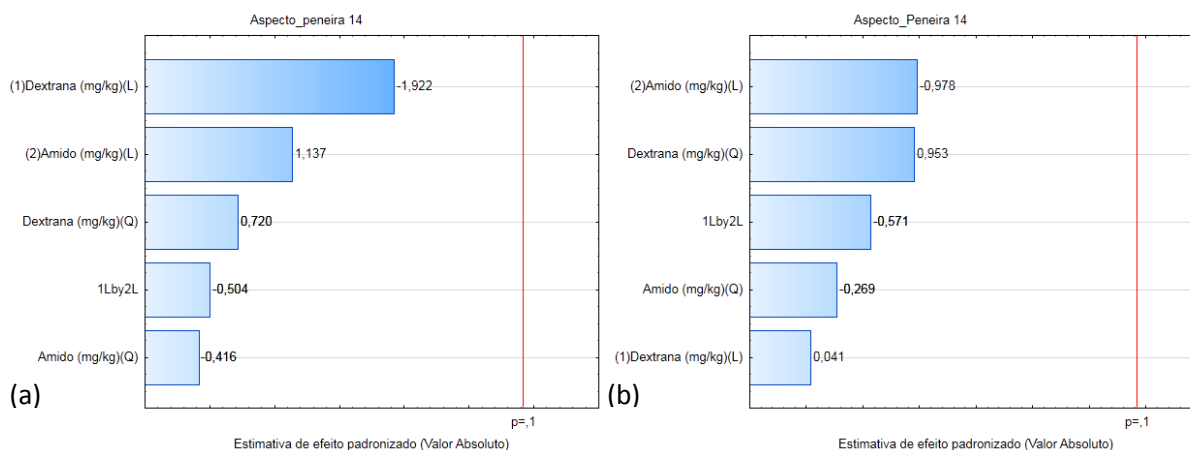 Aspecto_peneira 14
(1)Dextrana (mg/kg)(L)
-1,922
(2)Amido (mg/kg)(L)
1,137
Dextrana (mg/kg)(Q)
0,720
1Lby2L
-0,504
Amido (mg/kg)(Q)
-0,416
(a)
p=,1
Estimativa de efeito padronizado (Valor Absoluto)
Aspecto_Peneira 14
(2)Amido (mg/kg)(L)
-0,978
Dextrana (mg/kg)(Q)
0,953
1Lby2L
-0,571
Amido (mg/kg)(Q)
-0,269
(1)Dextrana (mg/kg)(L)
0,041
(b)
p=,1
Estimativa de efeito padronizado (Valor Absoluto)